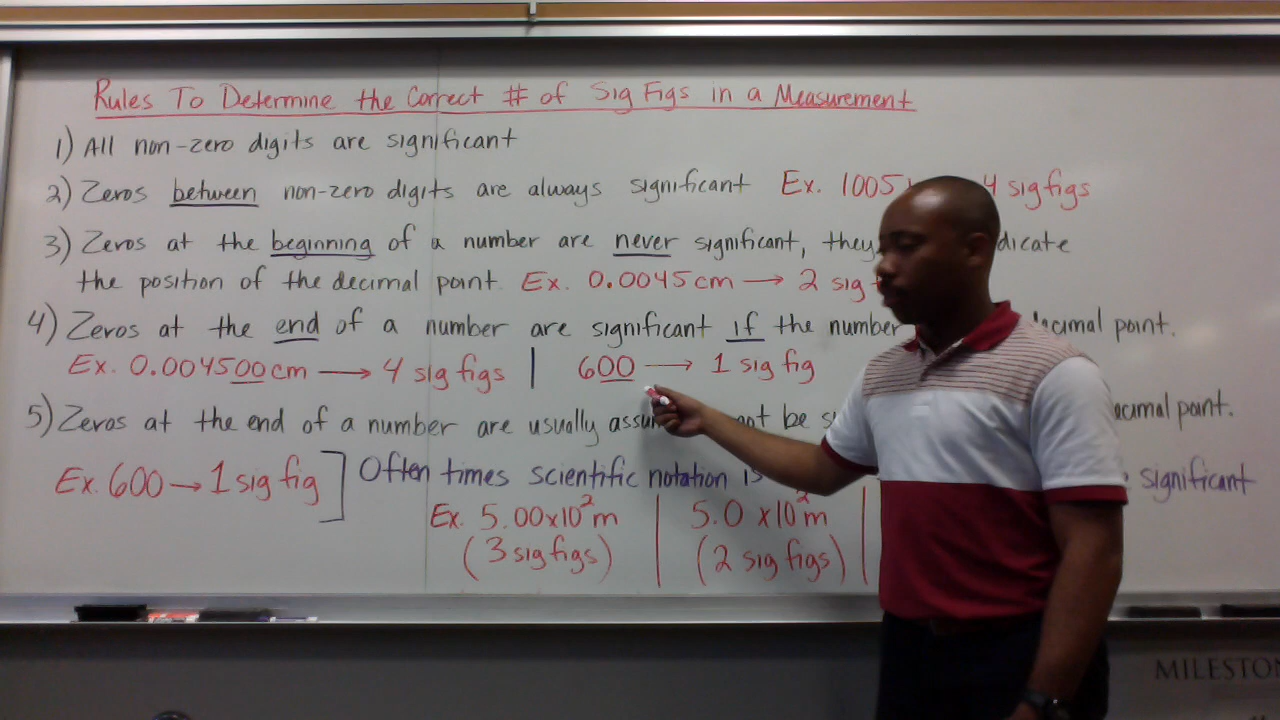 Rules To Determine the Correct # of Sig Figs in a Measurement
1) All non-zero digits are significant
2) Zeros between non-zero digits are always significant Ex. 1005 4 sig figs
3) Zeros at the beginning of a number are never significant, they dicate
the position of the decimal point. Ex. 0.0045 cm → 2 sig
4) Zeros at the end of a number are significant if the number decimal point.
Ex. 0.004500 cm → 4 sig figs | 600 → 1 sig fig
5) Zeros at the end of a number are usually assu not be s decimal point.
Ex. 600 → 1 sig fig ] Often times scientific notation is significant
Ex. 5.00x10² m | 5.0 x10² m |
(3 sig figs) (2 sig figs)
MILESTO